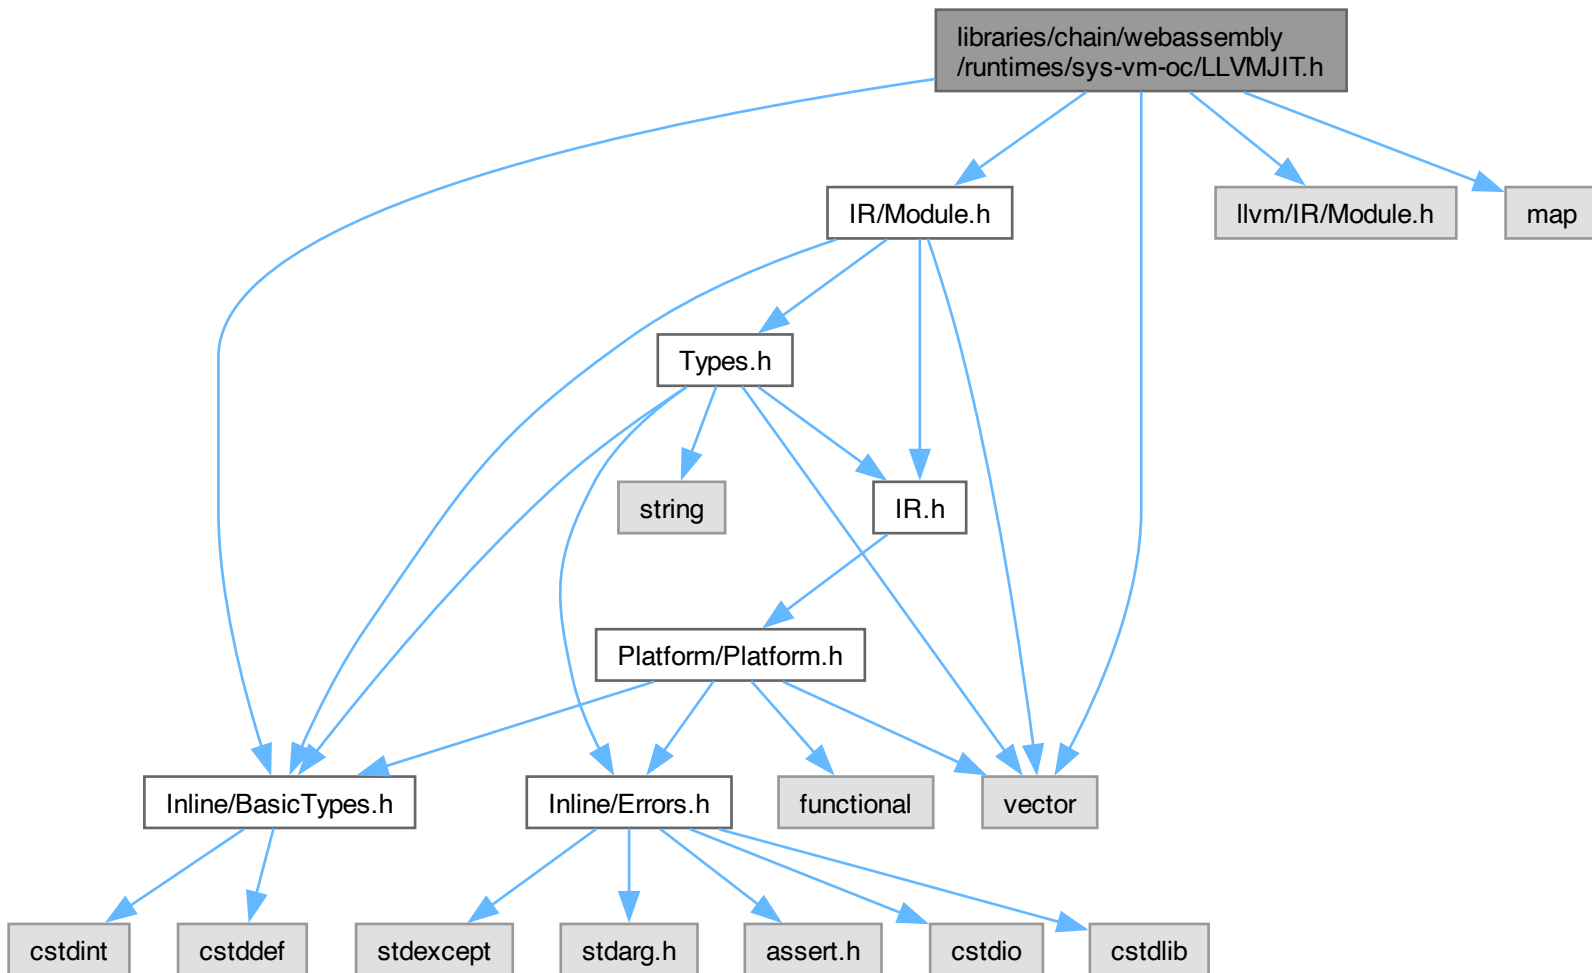 libraries/chain/webassembly
/runtimes/sys-vm-oc/LLVMJIT.h
IR/Module.h
llvm/IR/Module.h
map
Types.h
string
IR.h
Platform/Platform.h
Inline/BasicTypes.h
Inline/Errors.h
functional
vector
cstdint
cstddef
stdexcept
stdarg.h
assert.h
cstdio
cstdlib